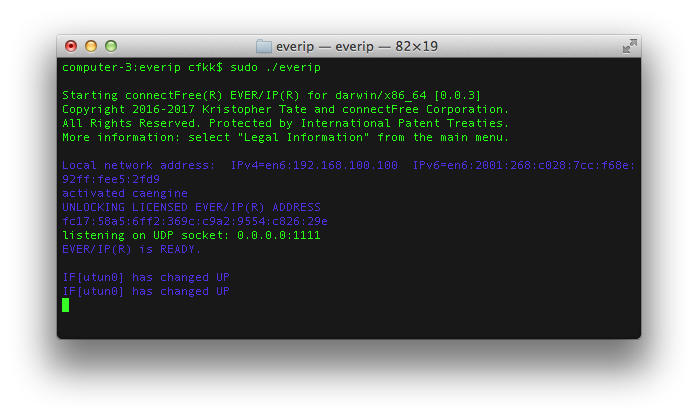 everip — everip — 82×19
computer-3:everip cfkk$ sudo ./everip
Starting connectFree(R) EVER/IP(R) for darwin/x86_64 [0.0.3]
Copyright 2016-2017 Kristopher Tate and connectFree Corporation.
All Rights Reserved. Protected by International Patent Treaties.
More information: select "Legal Information" from the main menu.
Local network address:  IPv4=en6:192.168.100.100  IPv6=en6:2001:268:c028:7cc:f68e:
92ff:fee5:2fd9
activated caengine
UNLOCKING LICENSED EVER/IP(R) ADDRESS
fc17:58a5:6ff2:369c:c9a2:9554:c826:29e
listening on UDP socket: 0.0.0.0:1111
EVER/IP(R) is READY.
IF[utun0] has changed UP
IF[utun0] has changed UP